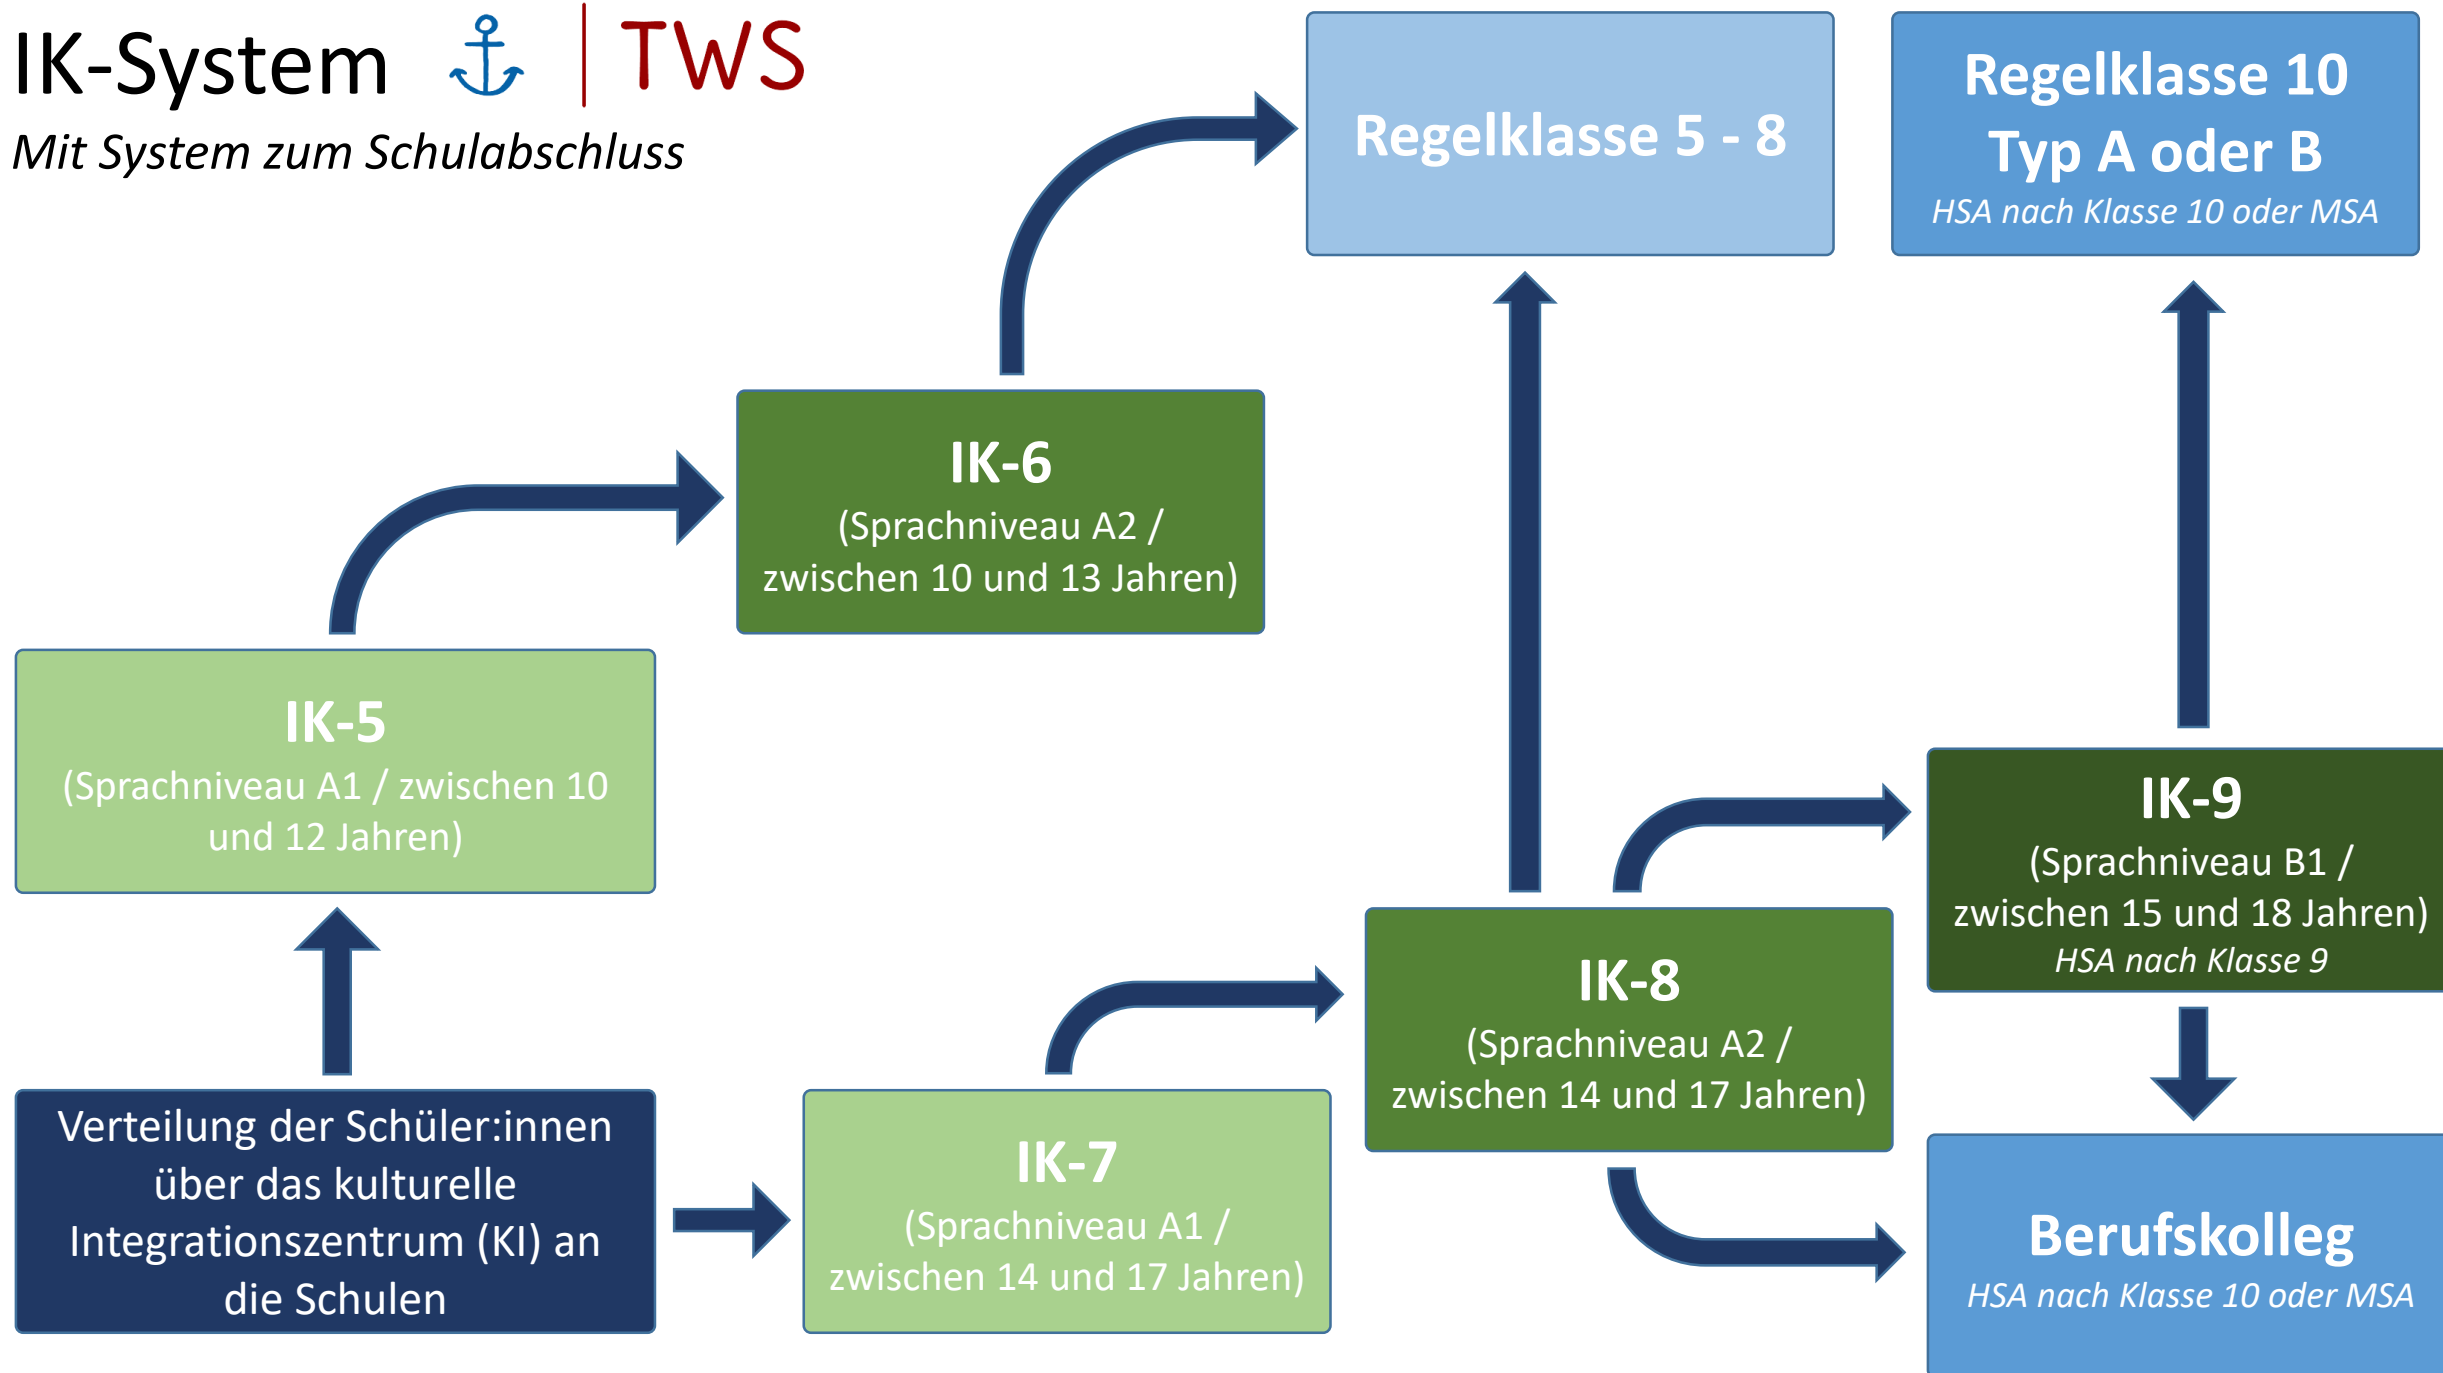 IK-System
TWS
Mit System zum Schulabschluss
Regelklasse 5 - 8
Regelklasse 10
Typ A oder B
HSA nach Klasse 10 oder MSA
IK-6
(Sprachniveau A2 /
zwischen 10 und 13 Jahren)
IK-5
(Sprachniveau A1 / zwischen 10
und 12 Jahren)
IK-9
(Sprachniveau B1 /
zwischen 15 und 18 Jahren)
HSA nach Klasse 9
IK-8
(Sprachniveau A2 /
zwischen 14 und 17 Jahren)
Verteilung der Schüler:innen
über das kulturelle
Integrationszentrum (KI) an
die Schulen
IK-7
(Sprachniveau A1 /
zwischen 14 und 17 Jahren)
Berufskolleg
HSA nach Klasse 10 oder MSA